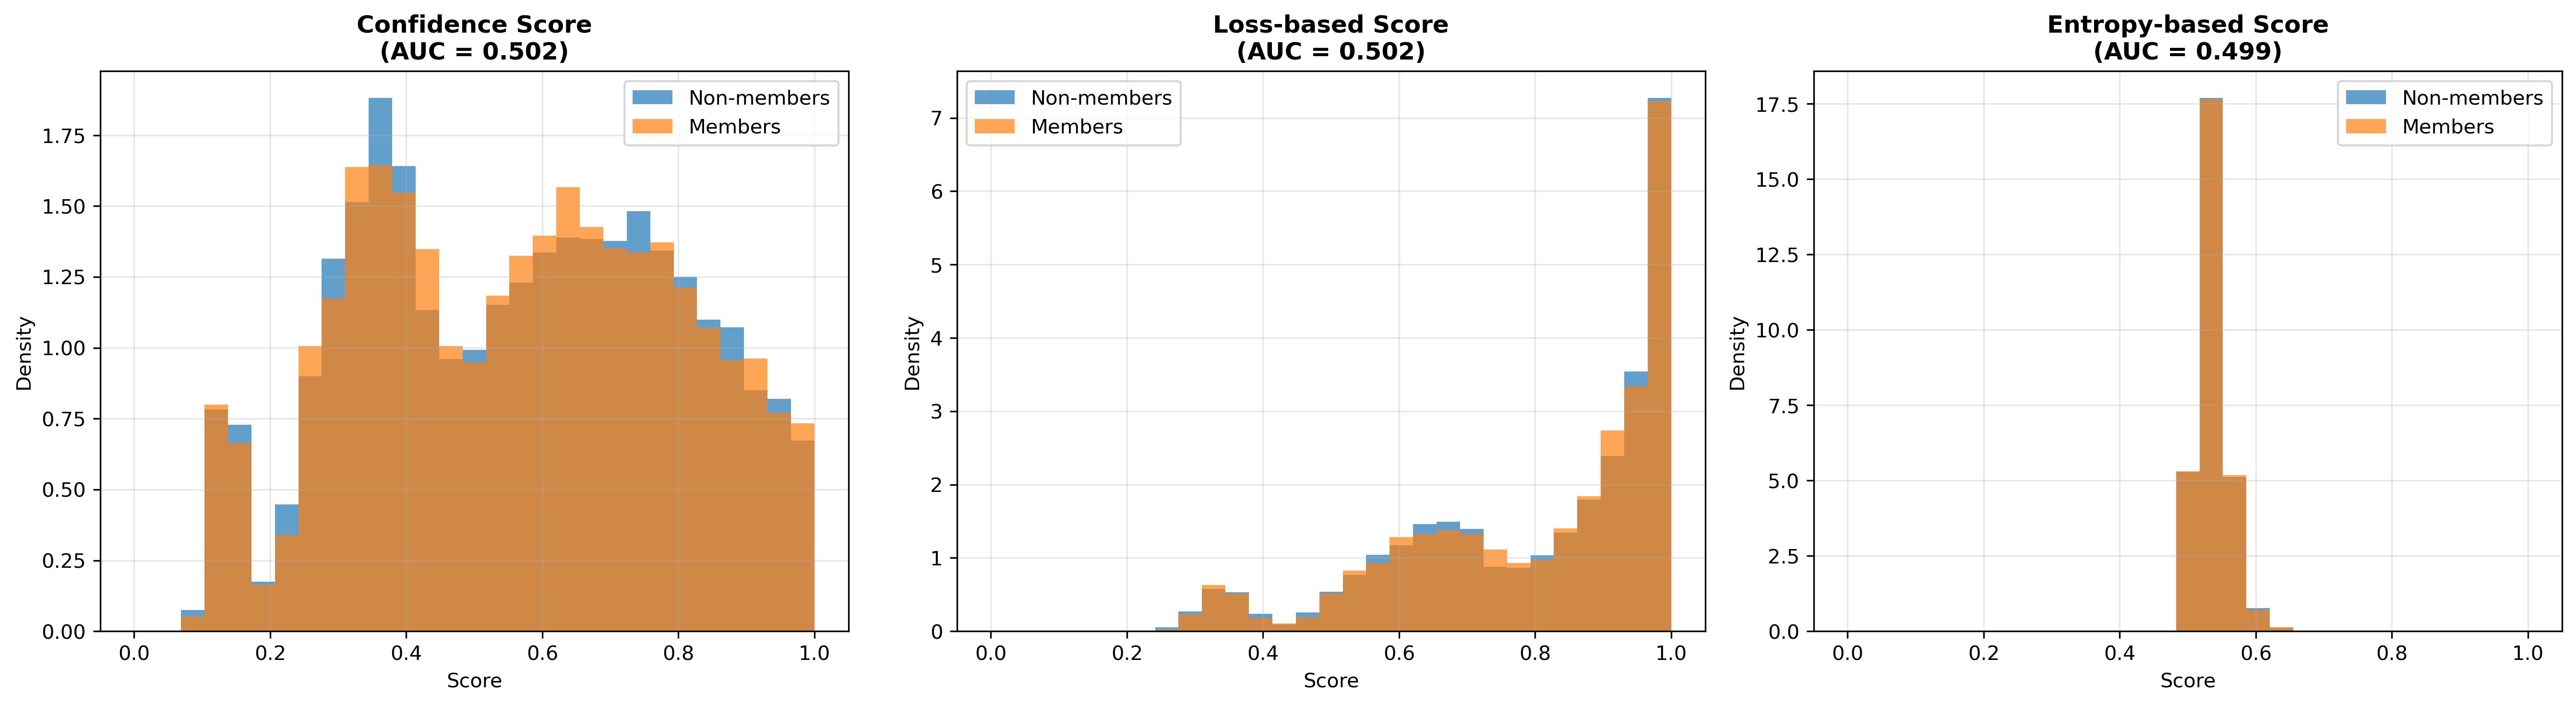 Confidence Score
(AUC = 0.502)
Non-members
Members
Density
1.75
1.50
1.25
1.00
0.75
0.50
0.25
0.00
0.0 0.2 0.4 0.6 0.8 1.0
Score
Loss-based Score
(AUC = 0.502)
Non-members
Members
Density
7
6
5
4
3
2
1
0
0.0 0.2 0.4 0.6 0.8 1.0
Score
Entropy-based Score
(AUC = 0.499)
Non-members
Members
Density
17.5
15.0
12.5
10.0
7.5
5.0
2.5
0.0
0.0 0.2 0.4 0.6 0.8 1.0
Score